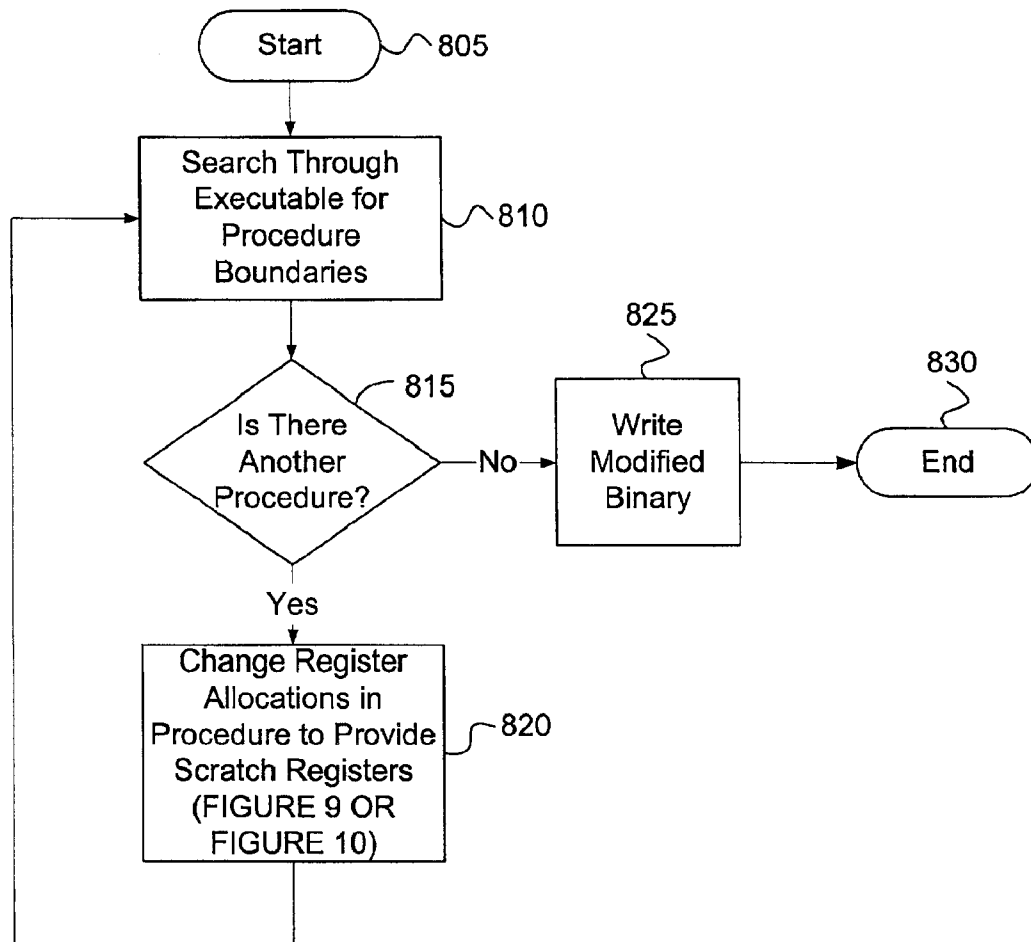 Start
805
Search Through
Executable for
Procedure
Boundaries
810
815
Is There
Another
Procedure?
No
825
Write
Modified
Binary
830
End
Yes
Change Register
Allocations in
Procedure to Provide
Scratch Registers
(FIGURE 9 OR
FIGURE 10)
820